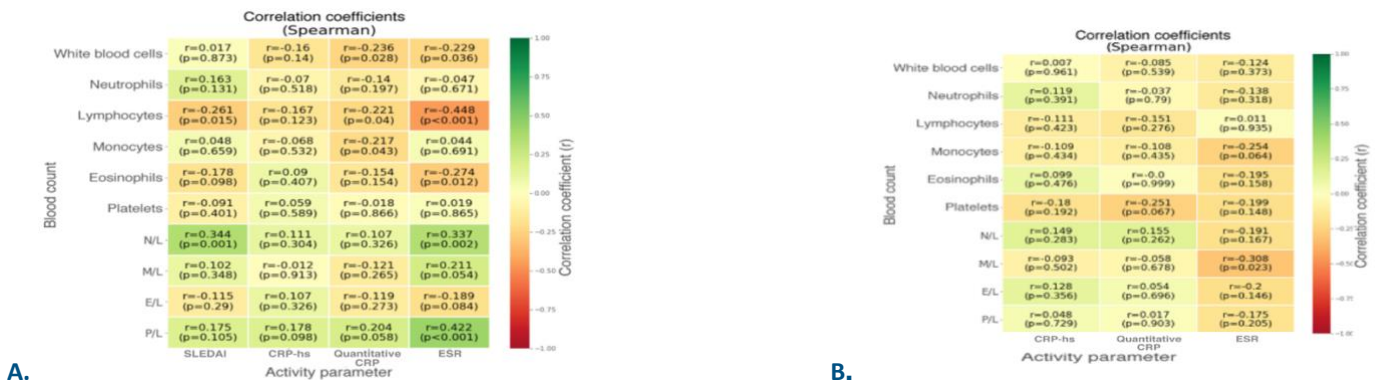 Correlation coefficients
(Spearman)
White blood cells r=0.017 r=-0.16 r=-0.236 r=-0.229
(p=0.873) (p=0.14) (p=0.028) (p=0.036)
Neutrophils r=0.163 r=-0.07 r=-0.14 r=-0.047
(p=0.131) (p=0.518) (p=0.197) (p=0.671)
Lymphocytes r=-0.261 r=-0.167 r=-0.221 r=-0.448
(p=0.015) (p=0.123) (p=0.04) (p<0.001)
Monocytes r=0.048 r=-0.068 r=-0.217 r=0.044
(p=0.659) (p=0.532) (p=0.043) (p=0.691)
Eosinophils r=-0.178 r=0.09 r=-0.154 r=-0.274
(p=0.098) (p=0.407) (p=0.154) (p=0.012)
Platelets r=-0.091 r=0.059 r=-0.018 r=0.019
(p=0.401) (p=0.589) (p=0.866) (p=0.865)
N/L r=0.344 r=0.111 r=0.107 r=0.337
(p=0.001) (p=0.304) (p=0.326) (p=0.002)
M/L r=0.102 r=-0.012 r=-0.121 r=0.211
(p=0.348) (p=0.913) (p=0.265) (p=0.054)
E/L r=-0.115 r=0.107 r=-0.119 r=-0.189
(p=0.29) (p=0.326) (p=0.273) (p=0.084)
P/L r=0.175 r=0.178 r=0.204 r=0.422
(p=0.105) (p=0.098) (p=0.058) (p<0.001)
SLEDAI CRP-hs Quantitative ESR
CRP
Activity parameter
Blood count
1.00
0.75
0.50
0.25
0.00
-0.25
-0.50
-0.75
-1.00
Correlation coefficient (r)
A.
Correlation coefficients
(Spearman)
White blood cells r=0.007 r=-0.085 r=-0.124
(p=0.961) (p=0.539) (p=0.373)
Neutrophils r=0.119 r=-0.037 r=-0.138
(p=0.391) (p=0.79) (p=0.318)
Lymphocytes r=-0.111 r=-0.151 r=0.011
(p=0.423) (p=0.276) (p=0.935)
Monocytes r=-0.109 r=-0.108 r=-0.254
(p=0.434) (p=0.435) (p=0.064)
Eosinophils r=0.099 r=-0.0 r=-0.195
(p=0.476) (p=0.999) (p=0.158)
Platelets r=-0.18 r=-0.251 r=-0.199
(p=0.192) (p=0.067) (p=0.148)
N/L r=0.149 r=0.155 r=-0.191
(p=0.283) (p=0.262) (p=0.167)
M/L r=-0.093 r=-0.058 r=-0.308
(p=0.502) (p=0.678) (p=0.023)
E/L r=0.128 r=0.054 r=-0.2
(p=0.356) (p=0.696) (p=0.146)
P/L r=0.048 r=0.017 r=-0.175
(p=0.729) (p=0.903) (p=0.205)
CRP-hs Quantitative ESR
CRP
Activity parameter
Blood count
1.00
0.75
0.50
0.25
0.00
Correlation coefficient (r)
B.